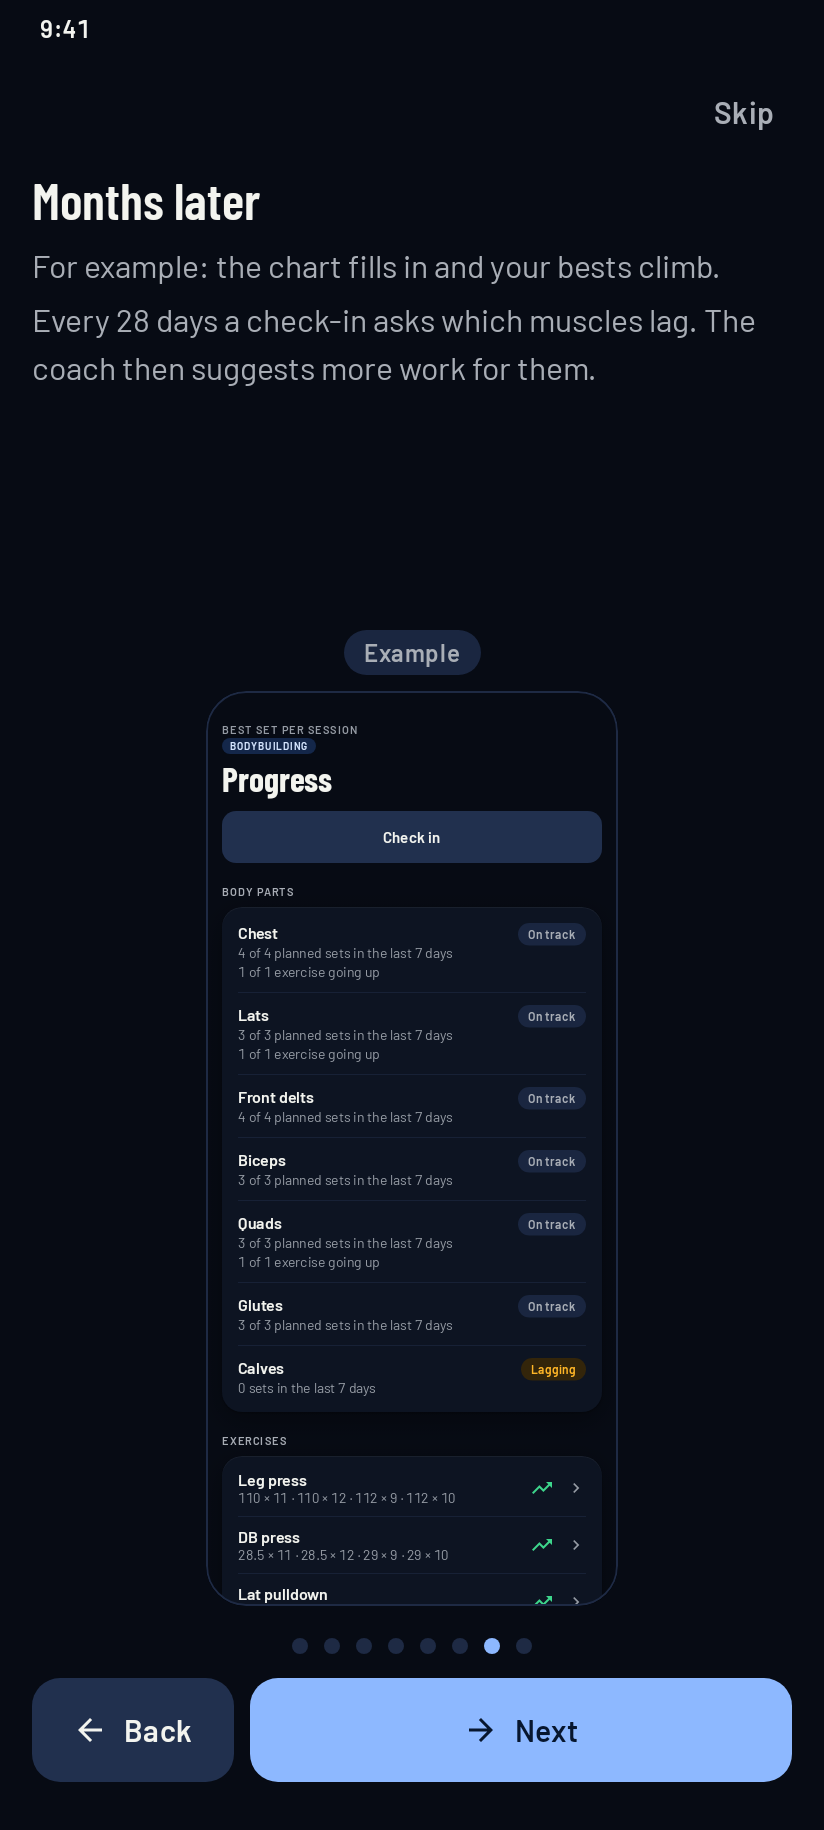 9:41
Skip
Months later
For example: the chart fills in and your bests climb.
Every 28 days a check-in asks which muscles lag. The
coach then suggests more work for them.
Example
BEST SET PER SESSION
BODYBUILDING
Progress
Check in
BODY PARTS
Chest
On track
4 of 4 planned sets in the last 7 days
1 of 1 exercise going up
Lats
On track
3 of 3 planned sets in the last 7 days
1 of 1 exercise going up
Front delts
On track
4 of 4 planned sets in the last 7 days
Biceps
On track
3 of 3 planned sets in the last 7 days
Quads
On track
3 of 3 planned sets in the last 7 days
1 of 1 exercise going up
Glutes
On track
3 of 3 planned sets in the last 7 days
Calves
Lagging
0 sets in the last 7 days
EXERCISES
Leg press
110 × 11 · 110 × 12 · 112 × 9 · 112 × 10
DB press
28.5 × 11 · 28.5 × 12 · 29 × 9 · 29 × 10
Lat pulldown
Back
Next